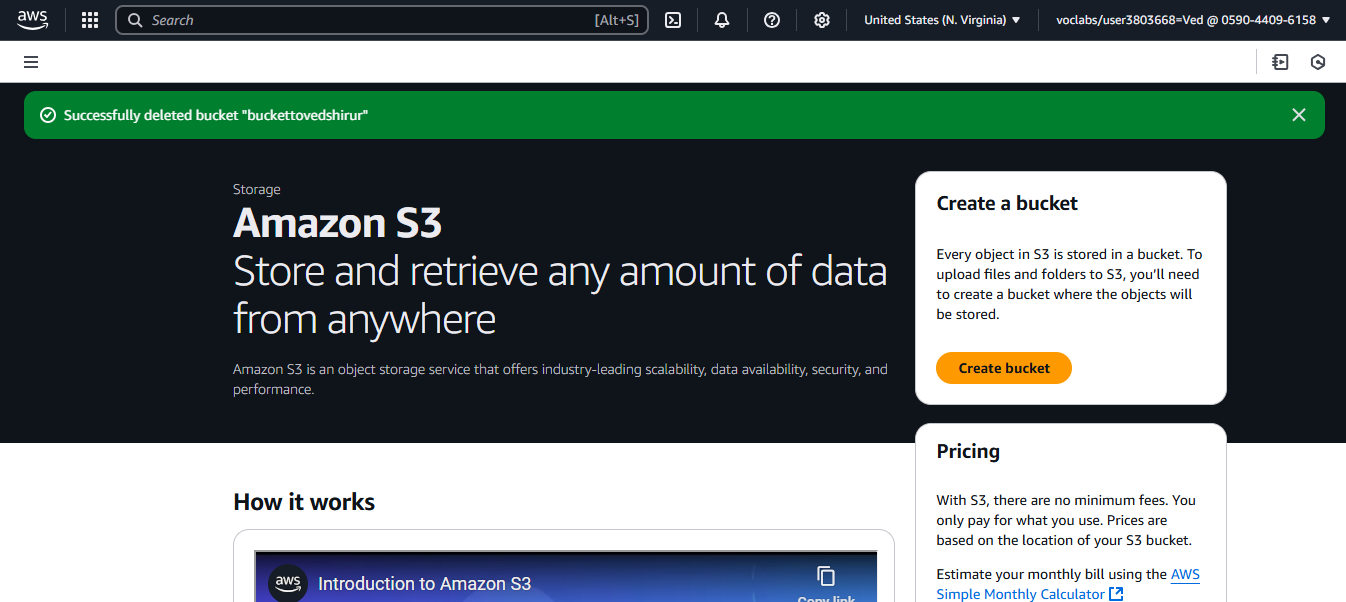 aws
Search [Alt+S]
United States (N. Virginia)
voclabs/user3803668=Ved @ 0590-4409-6158
Successfully deleted bucket "buckettovedshirur"
Storage
Amazon S3
Store and retrieve any amount of data
from anywhere
Amazon S3 is an object storage service that offers industry-leading scalability, data availability, security, and
performance.
Create a bucket
Every object in S3 is stored in a bucket. To
upload files and folders to S3, you’ll need
to create a bucket where the objects will
be stored.
Create bucket
Pricing
With S3, there are no minimum fees. You
only pay for what you use. Prices are
based on the location of your S3 bucket.
Estimate your monthly bill using the AWS
Simple Monthly Calculator
How it works
aws
Introduction to Amazon S3
Copy link